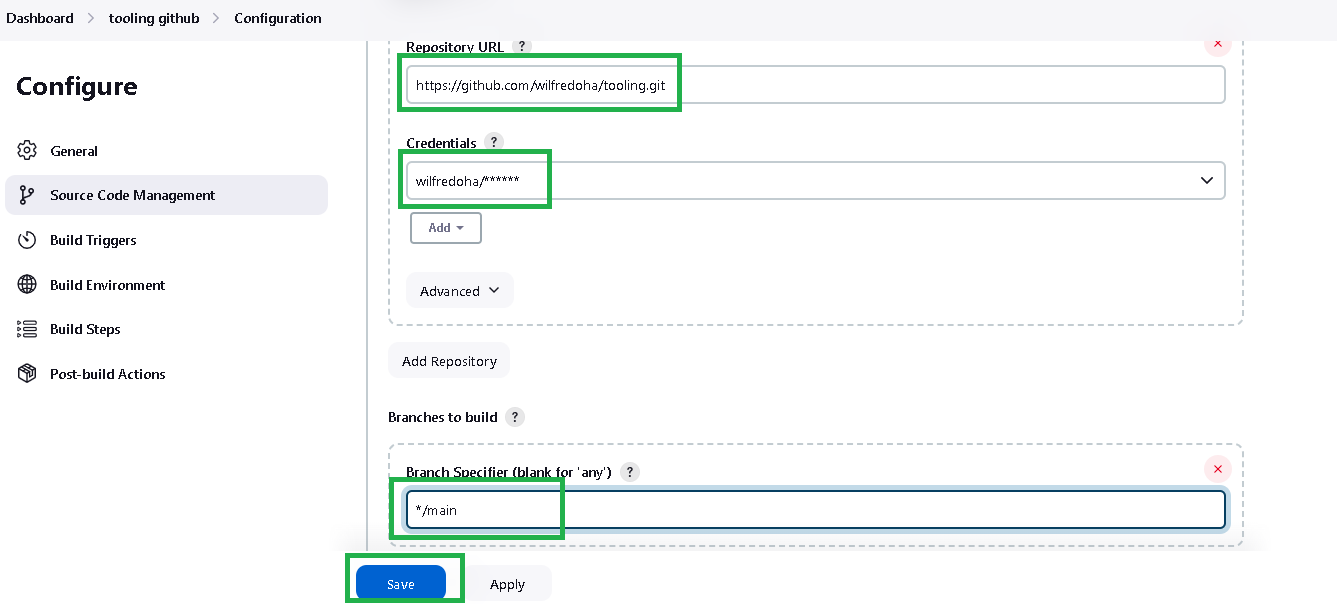 Dashboard > tooling github > Configuration
Configure
General
Source Code Management
Build Triggers
Build Environment
Build Steps
Post-build Actions
Repository URL ?
https://github.com/wilfredoha/tooling.git
Credentials ?
wilfredoha/******
Add
Advanced
Add Repository
Branches to build ?
Branch Specifier (blank for 'any') ?
*/main
Save Apply